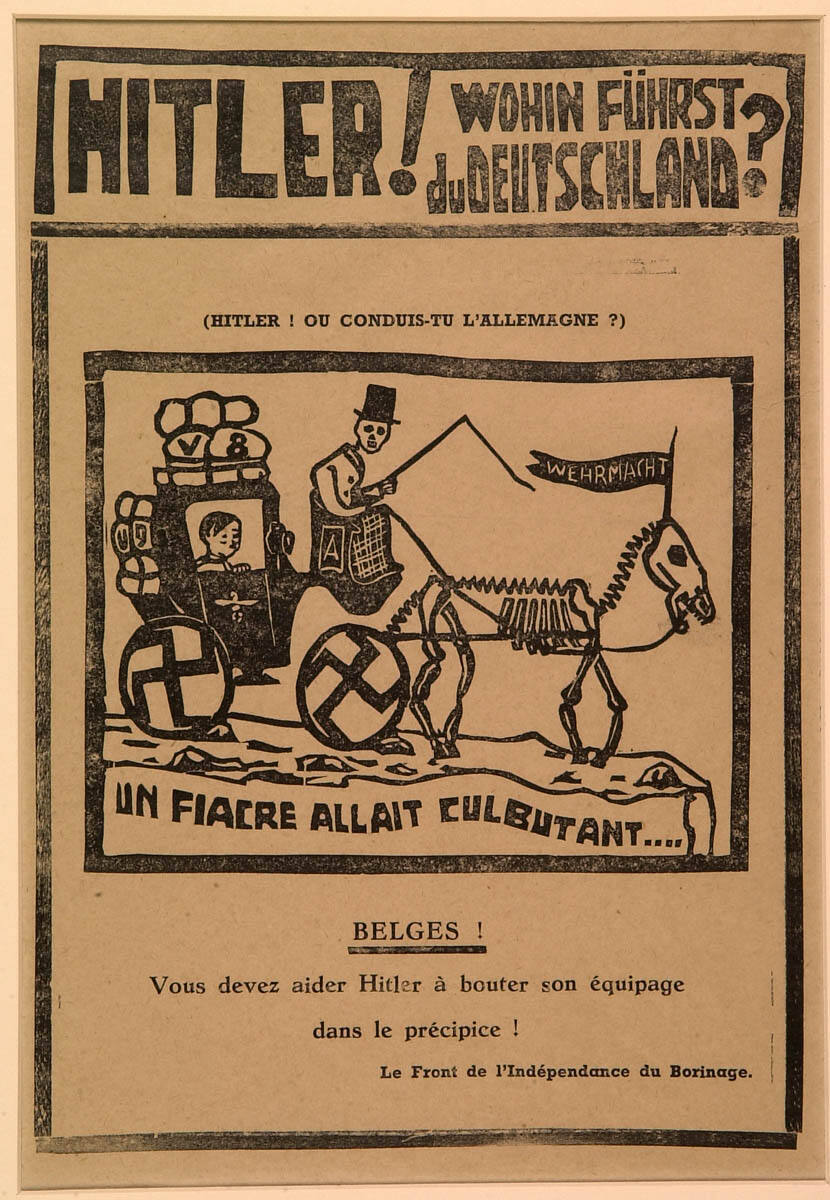 HITLER! WOHIN FÜHRST
du DEUTSCHLAND?
(HITLER ! OU CONDUIS-TU L'ALLEMAGNE ?)
V 8
WEHRMACHT
A
UN FIACRE ALLAIT CULBUTANT....
BELGES !
Vous devez aider Hitler à bouter son équipage
dans le précipice !
Le Front de l'Indépendance du Borinage.